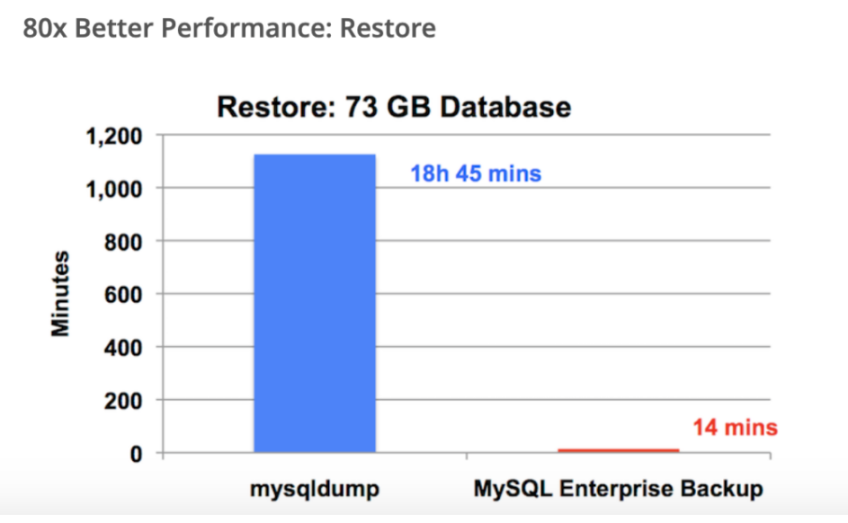 80x Better Performance: Restore
Restore: 73 GB Database
1,200
18h 45 mins
1,000
800
Minutes
600
400
200
14 mins
0
mysqldump
MySQL Enterprise Backup